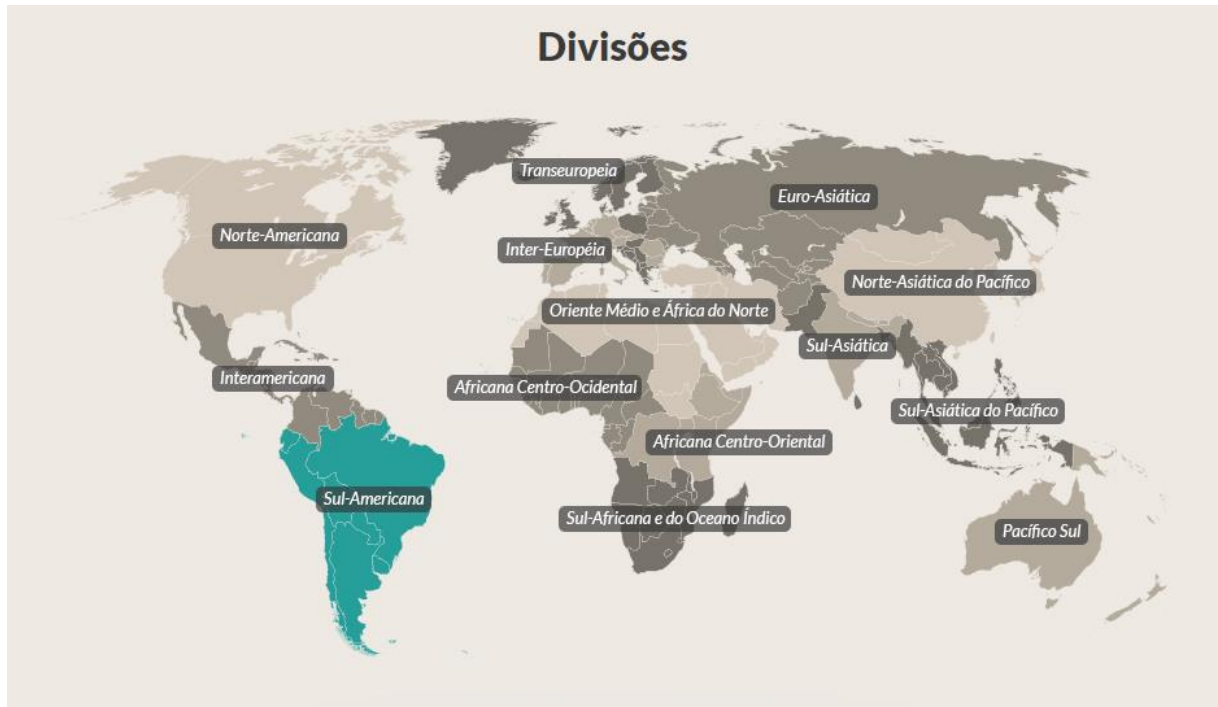 Divisões
Transeuropeia
Euro-Asiática
Norte-Americana
Inter-Européia
Norte-Asiática do Pacífico
Oriente Médio e África do Norte
Sul-Asiática
Interamericana
Africana Centro-Ocidental
Sul-Asiática do Pacífico
Africana Centro-Oriental
Sul-Americana
Sul-Africana e do Oceano Índico
Pacífico Sul